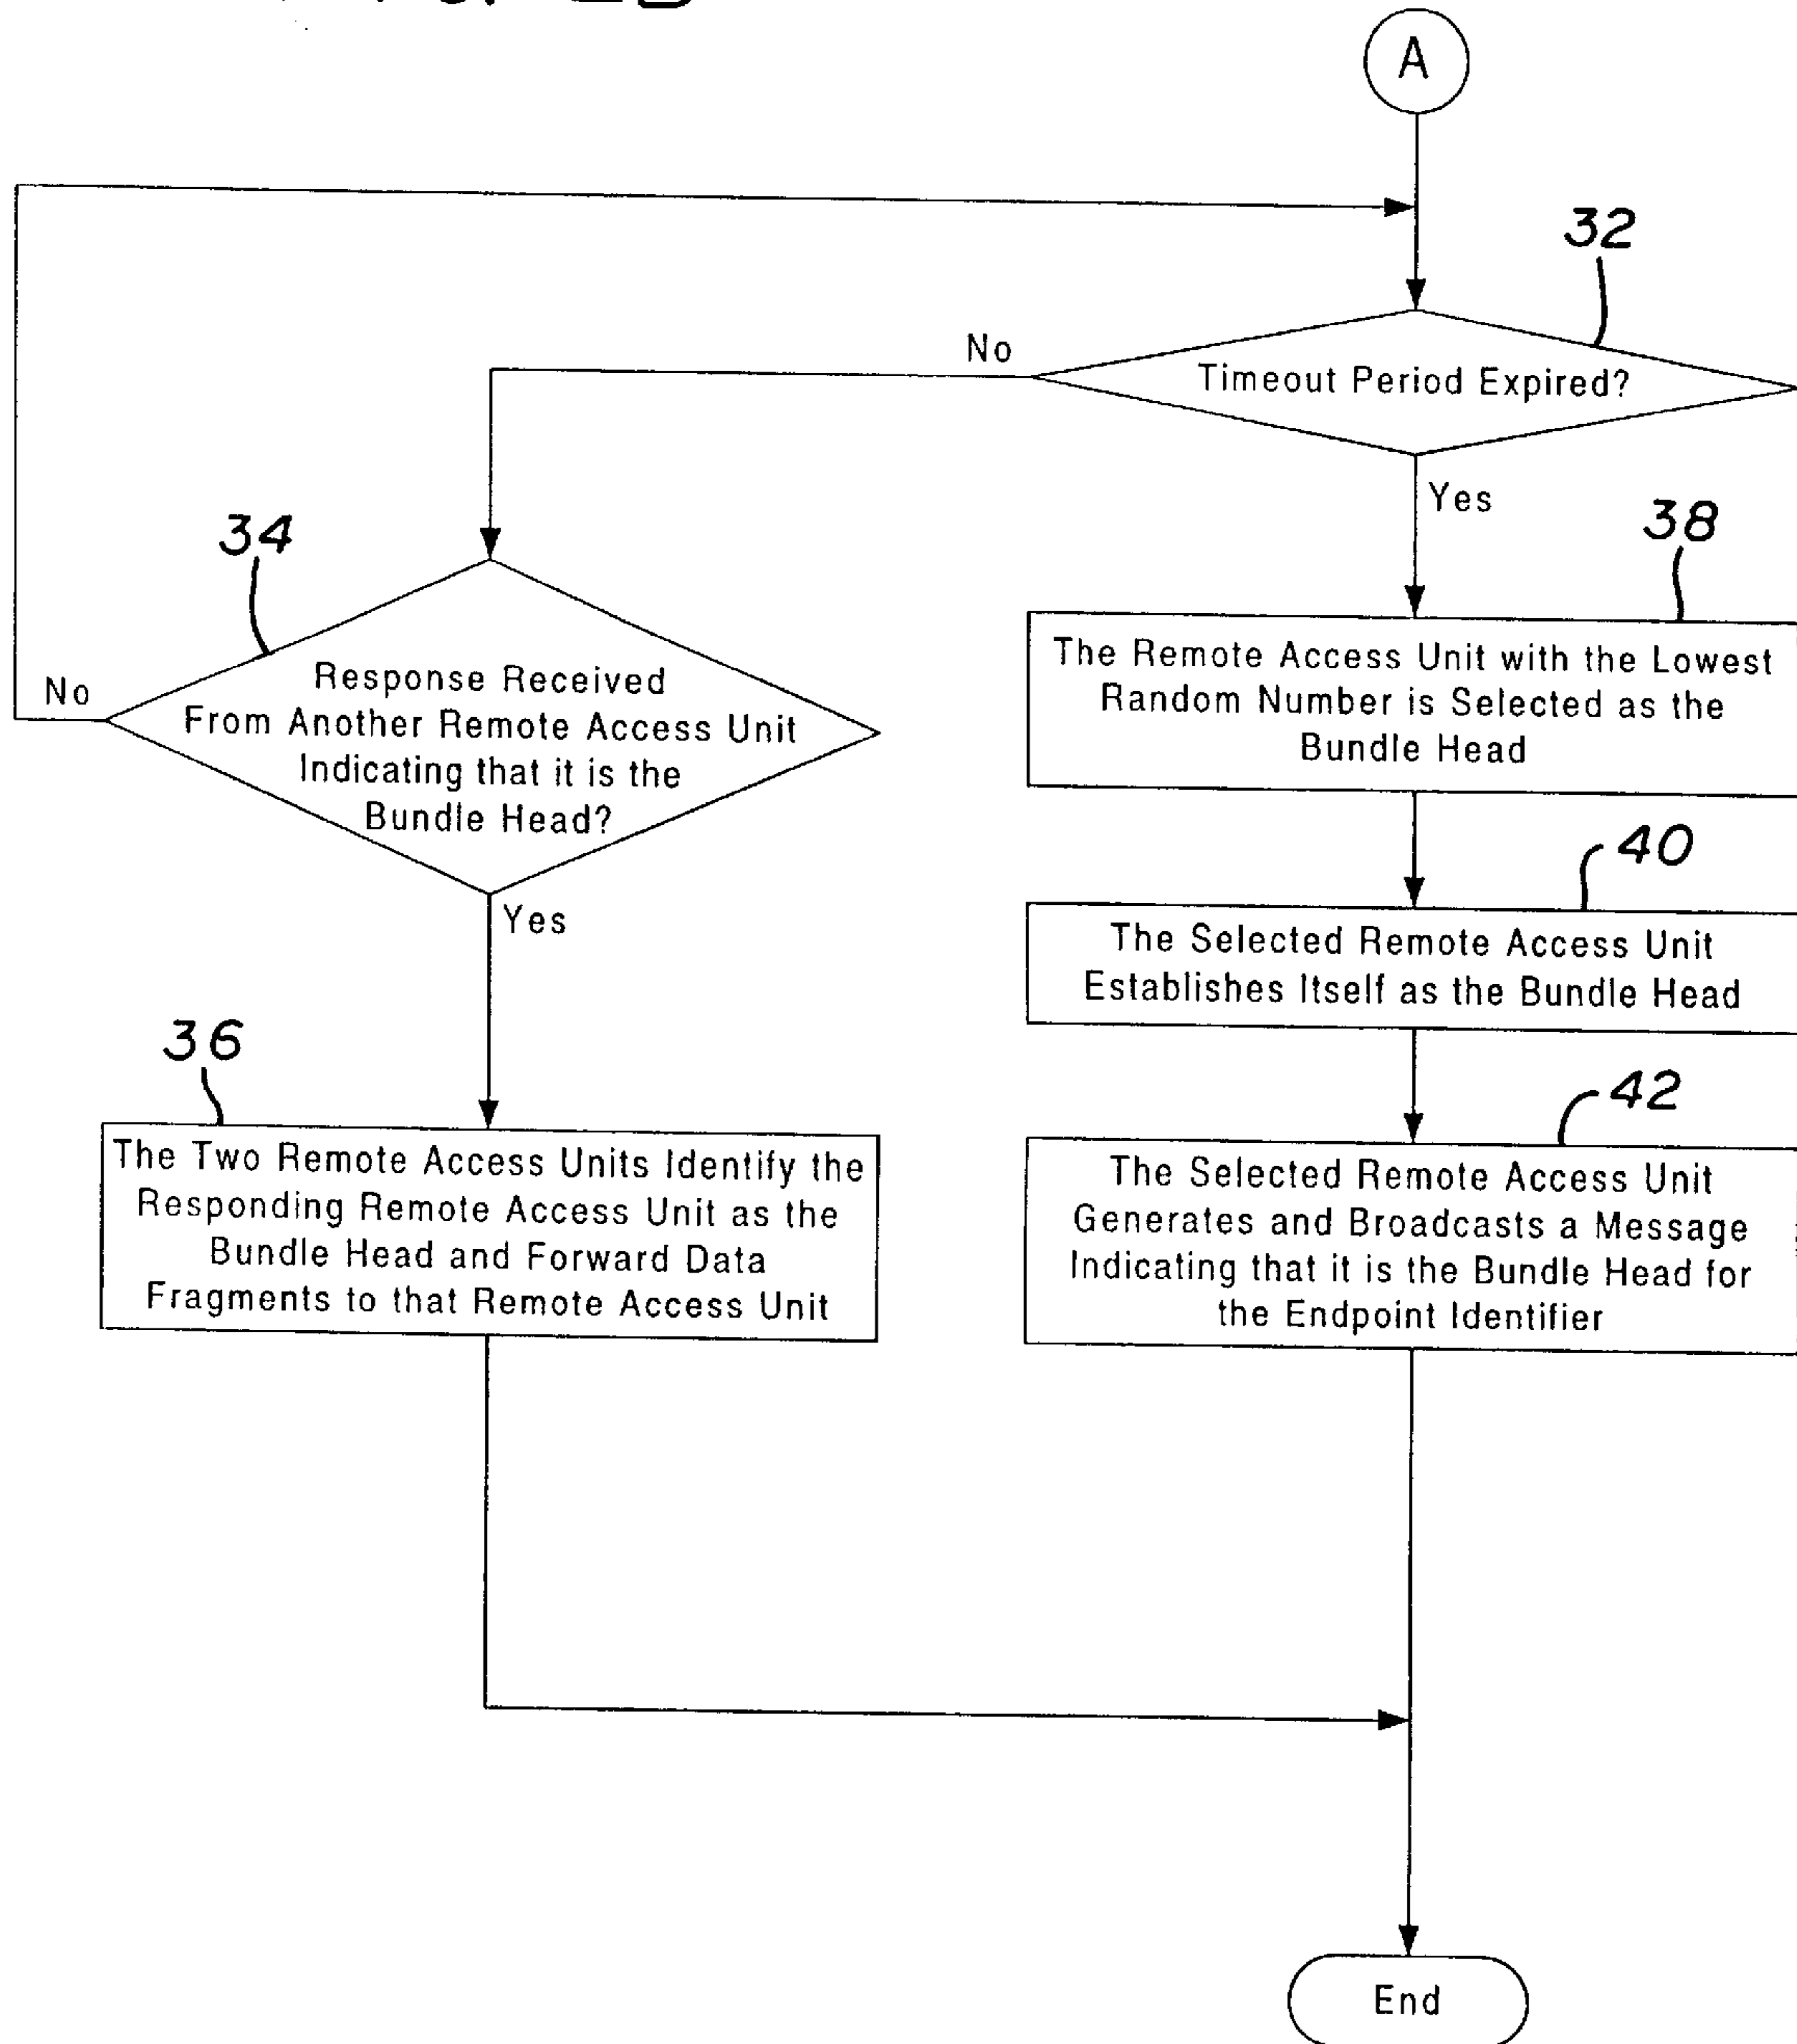 A
32
No
Timeout Period Expired?
Yes
34
38
No
Response Received
From Another Remote Access Unit
Indicating that it is the
Bundle Head?
The Remote Access Unit with the Lowest
Random Number is Selected as the
Bundle Head
40
Yes
The Selected Remote Access Unit
Establishes Itself as the Bundle Head
36
42
The Two Remote Access Units Identify the
Responding Remote Access Unit as the
Bundle Head and Forward Data
Fragments to that Remote Access Unit
The Selected Remote Access Unit
Generates and Broadcasts a Message
Indicating that it is the Bundle Head for
the Endpoint Identifier
End